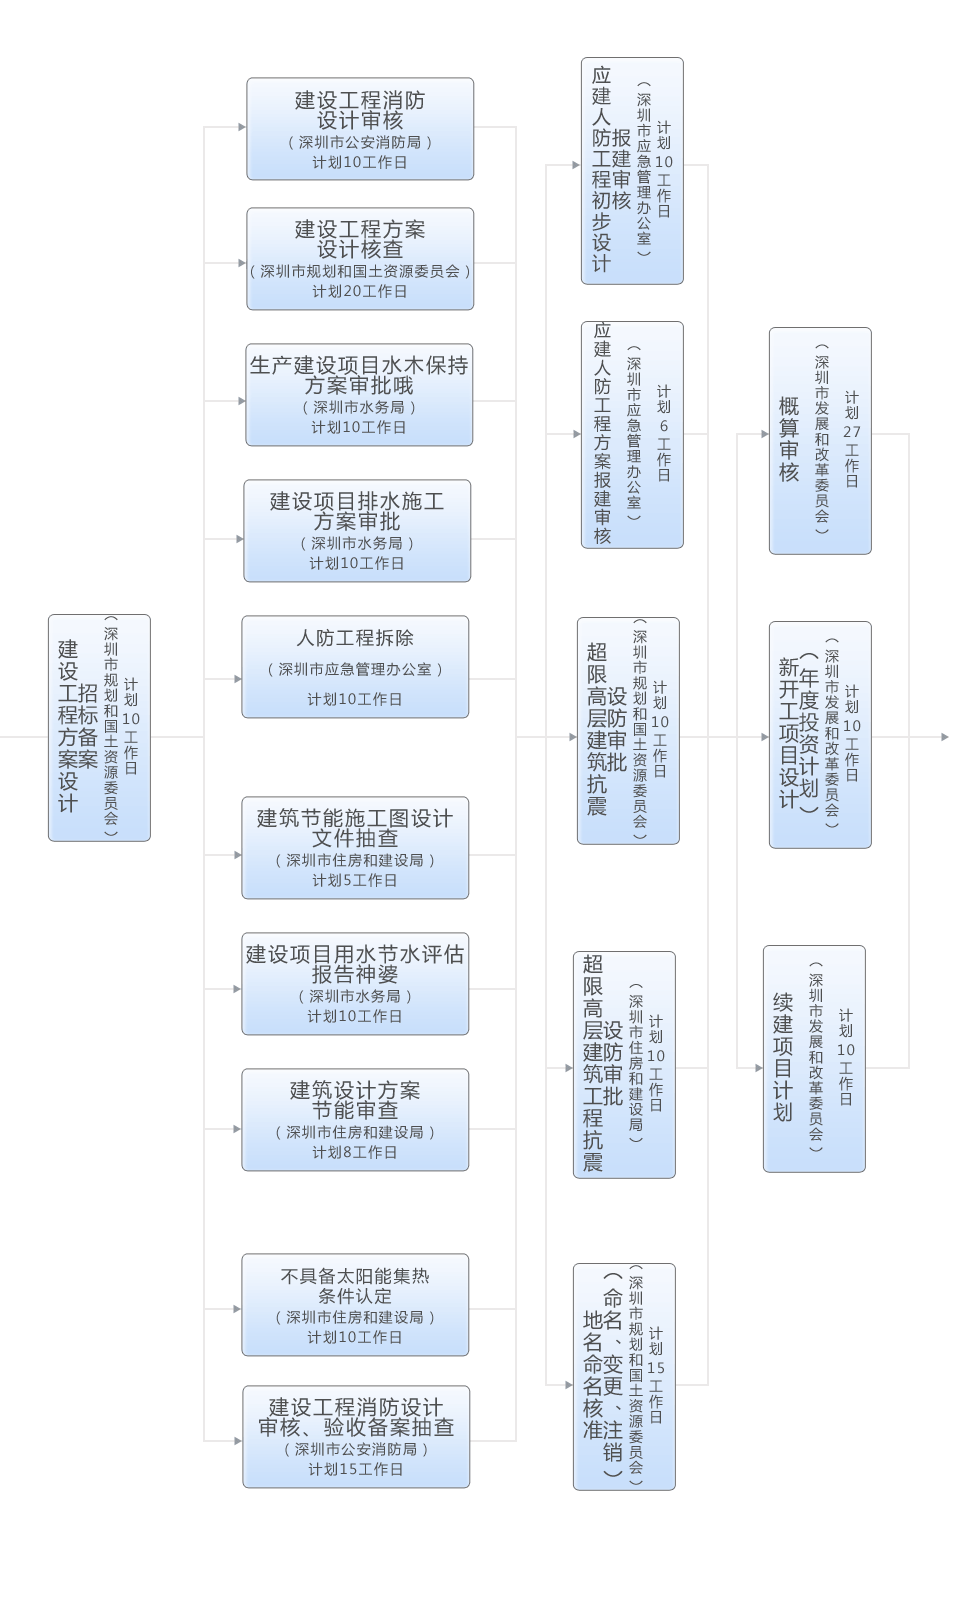 建设工程方案设计
招标备案
（深圳市规划和国土资源委员会）
计划10工作日
建设工程消防
设计审核
（深圳市公安消防局）
计划10工作日
建设工程方案
设计核查
（深圳市规划和国土资源委员会）
计划20工作日
生产建设项目水木保持
方案审批哦
（深圳市水务局）
计划10工作日
建设项目排水施工
方案审批
（深圳市水务局）
计划10工作日
人防工程拆除
（深圳市应急管理办公室）
计划10工作日
建筑节能施工图设计
文件抽查
（深圳市住房和建设局）
计划5工作日
建设项目用水节水评估
报告神婆
（深圳市水务局）
计划10工作日
建筑设计方案
节能审查
（深圳市住房和建设局）
计划8工作日
不具备太阳能集热
条件认定
（深圳市住房和建设局）
计划10工作日
建设工程消防设计
审核、验收备案抽查
（深圳市公安消防局）
计划15工作日
应建人防工程初步设计
报建审核
（深圳市应急管理办公室）
计划10工作日
应建人防工程方案报建审核
（深圳市应急管理办公室）
计划6工作日
超限高层建筑抗震
设防审批
（深圳市规划和国土资源委员会）
计划10工作日
超限高层建筑工程抗震
设防审批
（深圳市住房和建设局）
计划10工作日
地名命名核准
（命名、变更、注销）
（深圳市规划和国土资源委员会）
计划15工作日
概算审核
（深圳市发展和改革委员会）
计划27工作日
新开工项目设计
（年度投资计划）
（深圳市发展和改革委员会）
计划10工作日
续建项目计划
（深圳市发展和改革委员会）
计划10工作日